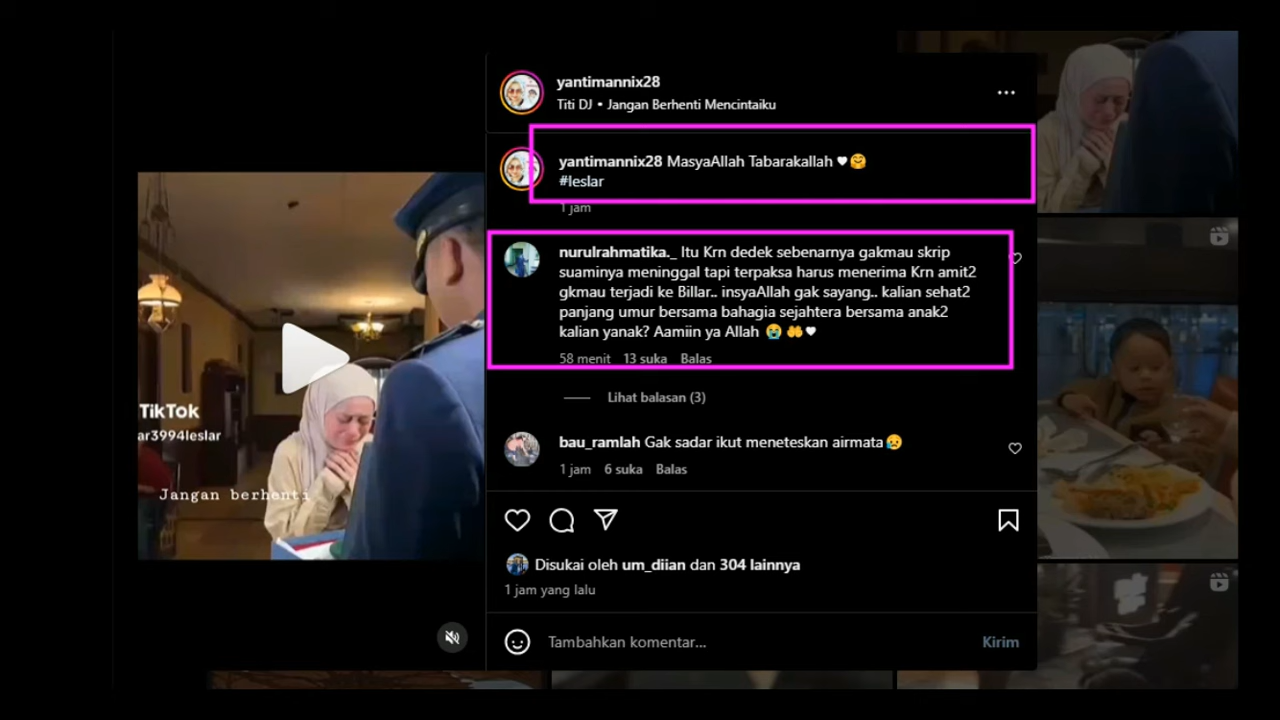 yantimannix28
Titi DJ • Jangan Berhenti Mencintaiku
yantimannix28 MasyaAllah Tabarakallah 🤍🤗
#leslar
1 jam
nurulrahmatika._ Itu Krn dedek sebenarnya gakmau skrip
suaminya meninggal tapi terpaksa harus menerima Krn amit2
gkmau terjadi ke Billar.. insyaAllah gak sayang.. kalian sehat2
panjang umur bersama bahagia sejahtera bersama anak2
kalian yanak? Aamiin ya Allah 😭🤲🤍
58 menit 13 suka Balas
Lihat balasan (3)
bau_ramlah Gak sadar ikut meneteskan airmata😥
1 jam 6 suka Balas
Disukai oleh um_diian dan 304 lainnya
1 jam yang lalu
Tambahkan komentar...
Kirim
TikTok
ar3994leslar
Jangan berhenti